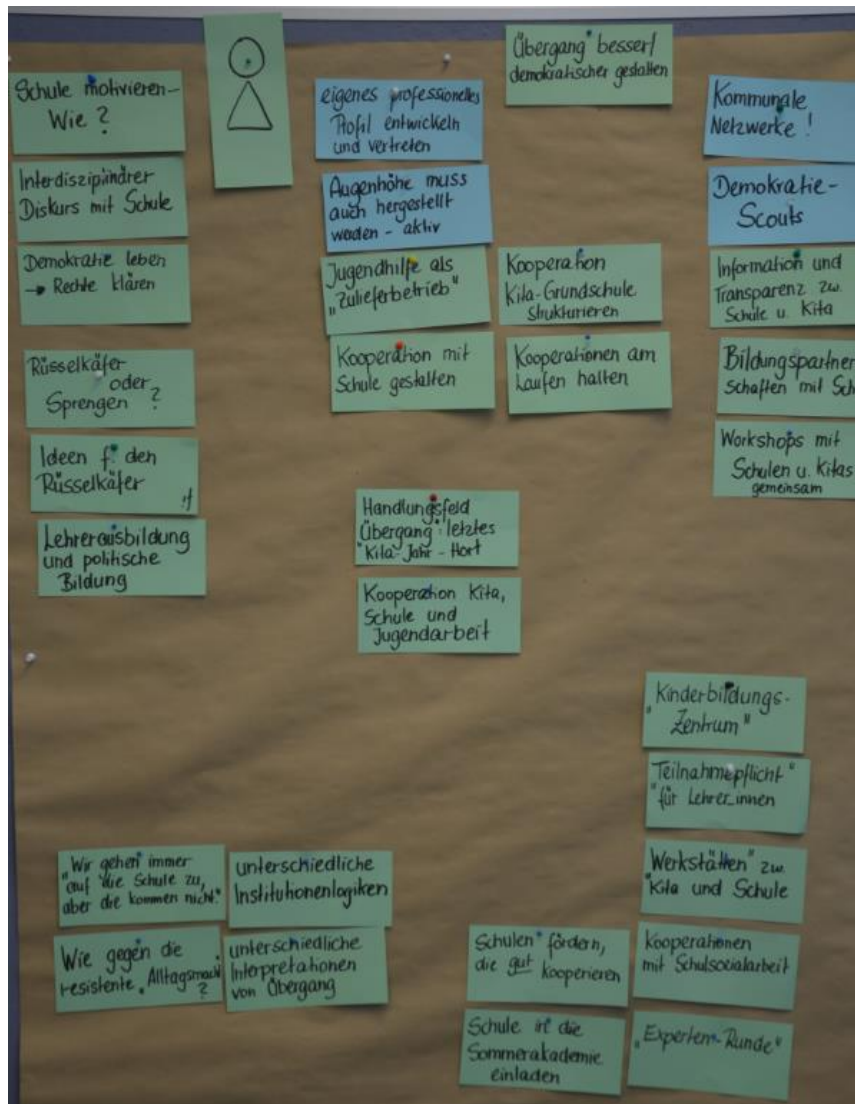 Schule motivieren-
Wie ?
Interdisziplinärer
Diskurs mit Schule
Demokratie leben
→ Rechte klären
Rüsselkäfer
oder
Sprengen ?
Ideen f. den
Rüsselkäfer
Lehrerausbildung
und politische
Bildung
eigenes professionelles
Profil entwickeln
und vertreten
Augenhöhe muss
auch hergestellt
werden - aktiv
Jugendhilfe als
„Zulieferbetrieb"
Kooperation mit
Schule gestalten
Übergang besser/
demokratischer gestalten
Kooperation
Kita-Grundschule
strukturieren
Kooperationen am
Laufen halten
Kommunale
Netzwerke !
Demokratie-
Scouts
Information und
Transparenz zw.
Schule u. Kita
Bildungspartner
schaften mit Sch
Workshops mit
Schulen u. Kitas
gemeinsam
Handlungsfeld
Übergang: letztes
Kita-Jahr - Hort
Kooperation Kita,
Schule und
Jugendarbeit
„Wir gehen immer
auf die Schule zu,
aber die kommen nicht."
unterschiedliche
Institutionenlogiken
Wie gegen die
resistente „Alltagsmacht"
?
unterschiedliche
Interpretationen
von Übergang
„Kinderbildungs-
Zentrum"
„Teilnahmepflicht"
für Lehrer_innen
„Werkstätten" zw.
Kita und Schule
Schulen fördern,
die gut kooperieren
Kooperationen
mit Schulsocialarbeit
Schule in die
Sommerakademie
einladen
„Experten-Runde"